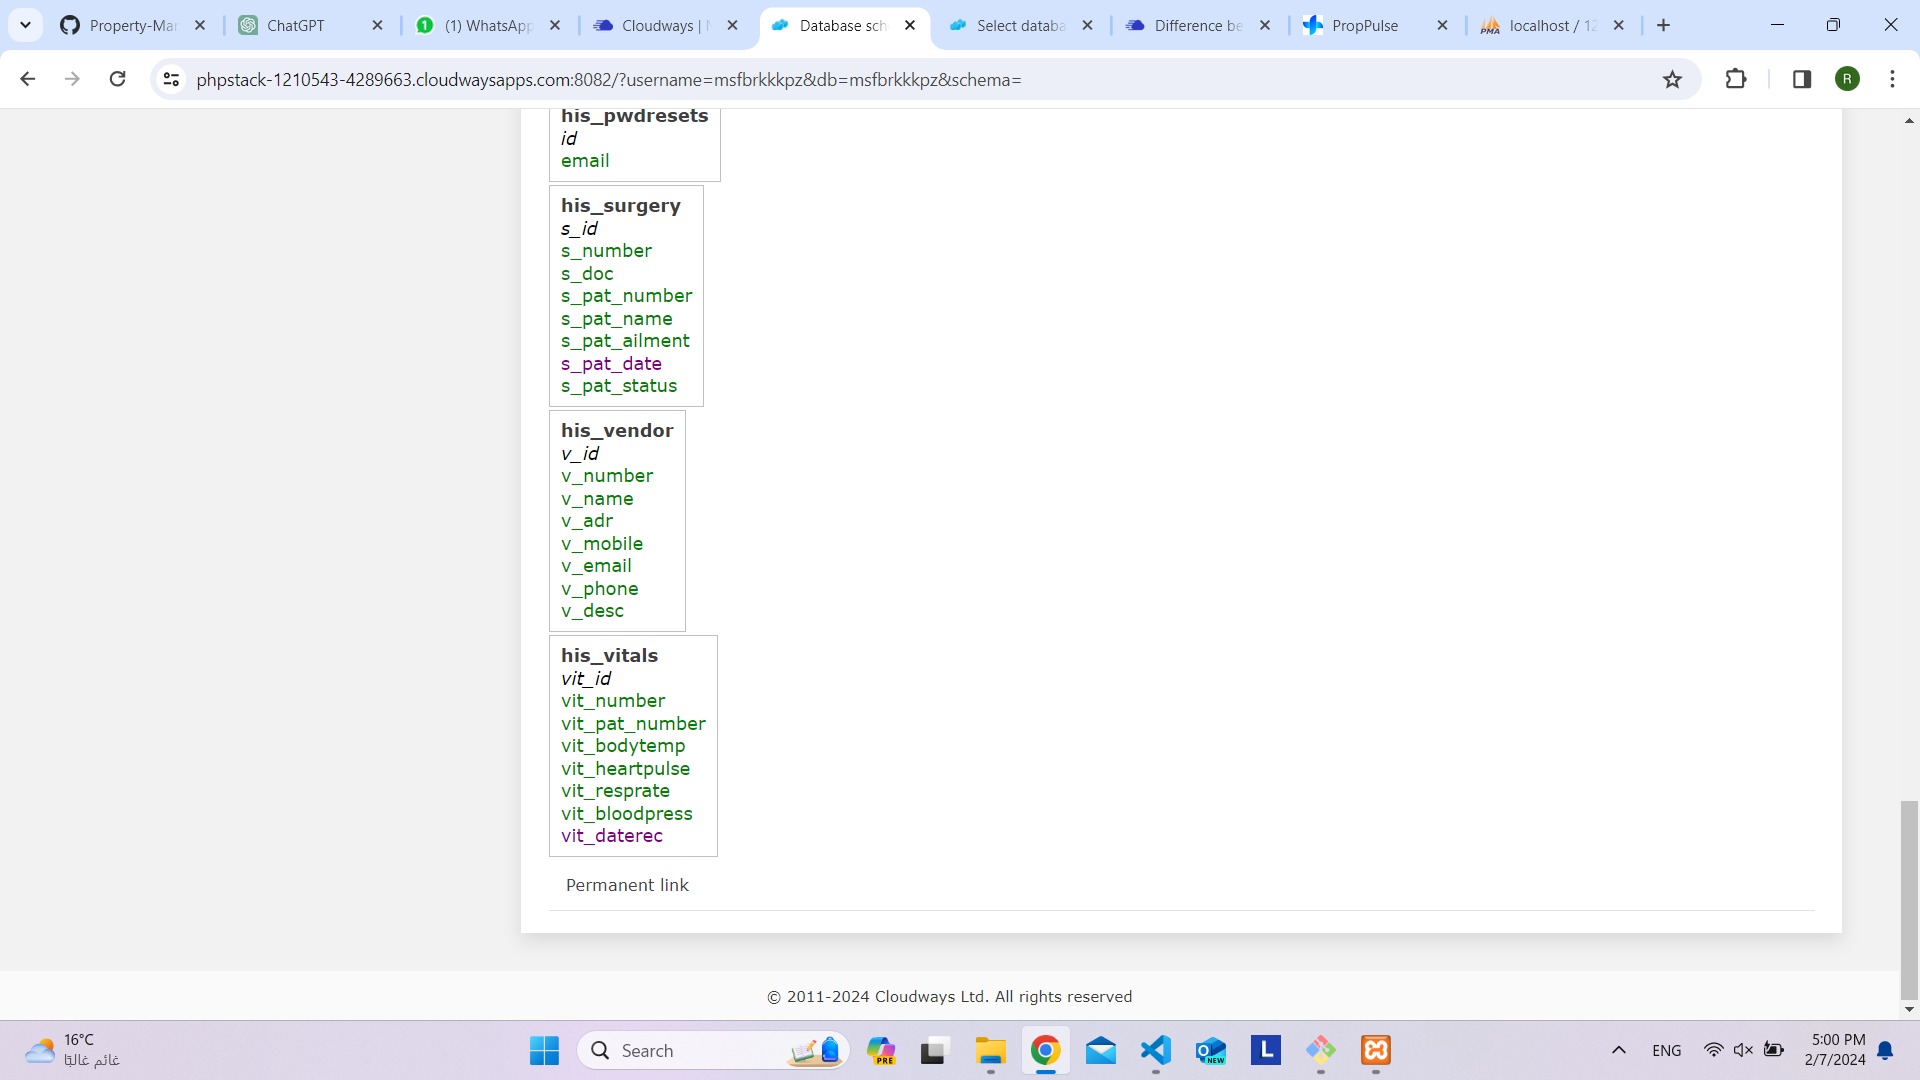 Property-Mar
ChatGPT
(1) WhatsApp
Cloudways | M
Database sch
Select databa
Difference be
PropPulse
localhost / 12
phpstack-1210543-4289663.cloudwaysapps.com:8082/?username=msfbrkkkpz&db=msfbrkkkpz&schema=
R
his_pwdresets
id
email
his_surgery
s_id
s_number
s_doc
s_pat_number
s_pat_name
s_pat_ailment
s_pat_date
s_pat_status
his_vendor
v_id
v_number
v_name
v_adr
v_mobile
v_email
v_phone
v_desc
his_vitals
vit_id
vit_number
vit_pat_number
vit_bodytemp
vit_heartpulse
vit_resprate
vit_bloodpress
vit_daterec
Permanent link
© 2011-2024 Cloudways Ltd. All rights reserved
16°C
غائم غالبًا
Search
PRE
NEW
L
ENG
5:00 PM
2/7/2024